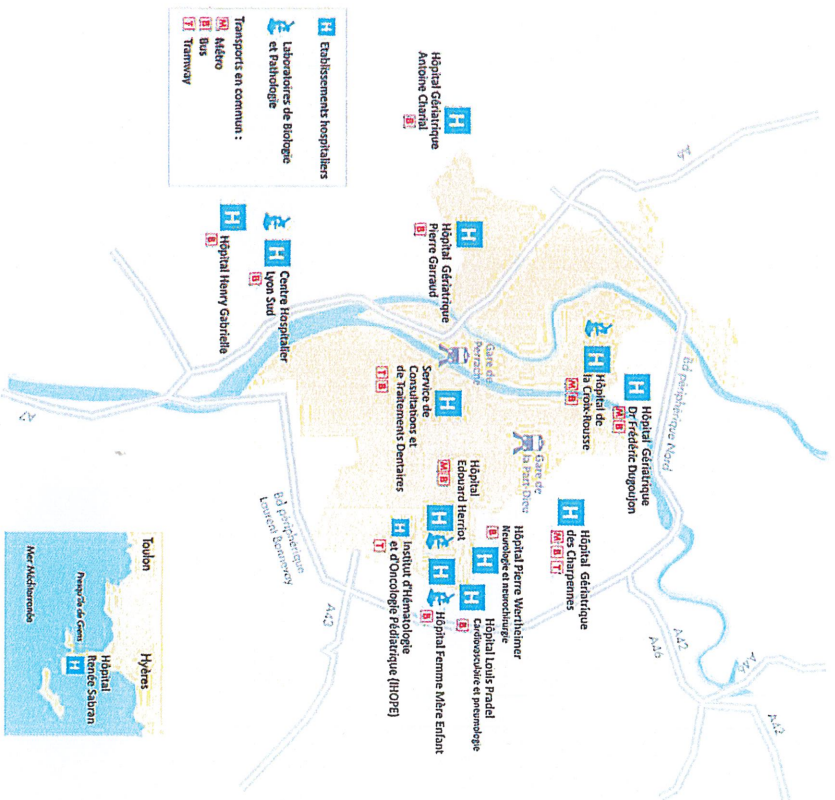 A42
A46
A42
A46
Bd périphérique Nord
A6
Hôpital Gériatrique
Dr Frédéric Dugoujon
M B
Hôpital de
la Croix-Rousse
M B
Hôpital Gériatrique
des Charpennes
M B T
Gare de
la Part-Dieu
Gare de
Perrache
Hôpital Pierre Wertheimer
Neurologie et neurochirurgie
B
Hôpital Louis Pradel
Cardiovasculaire et pneumologie
B
Hôpital
Edouard Herriot
M B
Hôpital Femme Mère Enfant
B
Institut d'Hématologie
et d'Oncologie Pédiatrique (IHOPE)
T
Hôpital Gériatrique
Antoine Charial
B
Hôpital Gériatrique
Pierre Garraud
B
Service de
Consultations et
de Traitements Dentaires
T B
A43
Bd périphérique
Laurent Bonnevay
Centre Hospitalier
Lyon Sud
B
Hôpital Henry Gabrielle
B
A7
H Etablissements hospitaliers
Laboratoires de Biologie
et Pathologie
Transports en commun :
M Métro
B Bus
T Tramway
Toulon
Hyères
Presqu'île de Giens
Hôpital
Renée Sabran
H
Mer Méditerranée